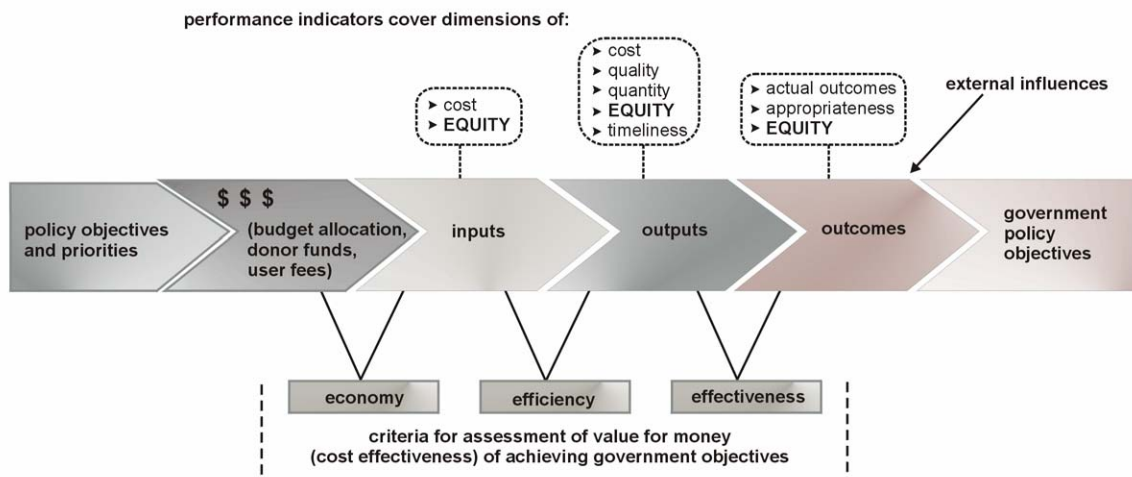 performance indicators cover dimensions of:
➤ cost
➤ EQUITY
➤ cost
➤ quality
➤ quantity
➤ EQUITY
➤ timeliness
➤ actual outcomes
➤ appropriateness
➤ EQUITY
external influences
policy objectives
and priorities
$ $ $
(budget allocation,
donor funds,
user fees)
inputs
outputs
outcomes
government
policy
objectives
economy
efficiency
effectiveness
criteria for assessment of value for money
(cost effectiveness) of achieving government objectives